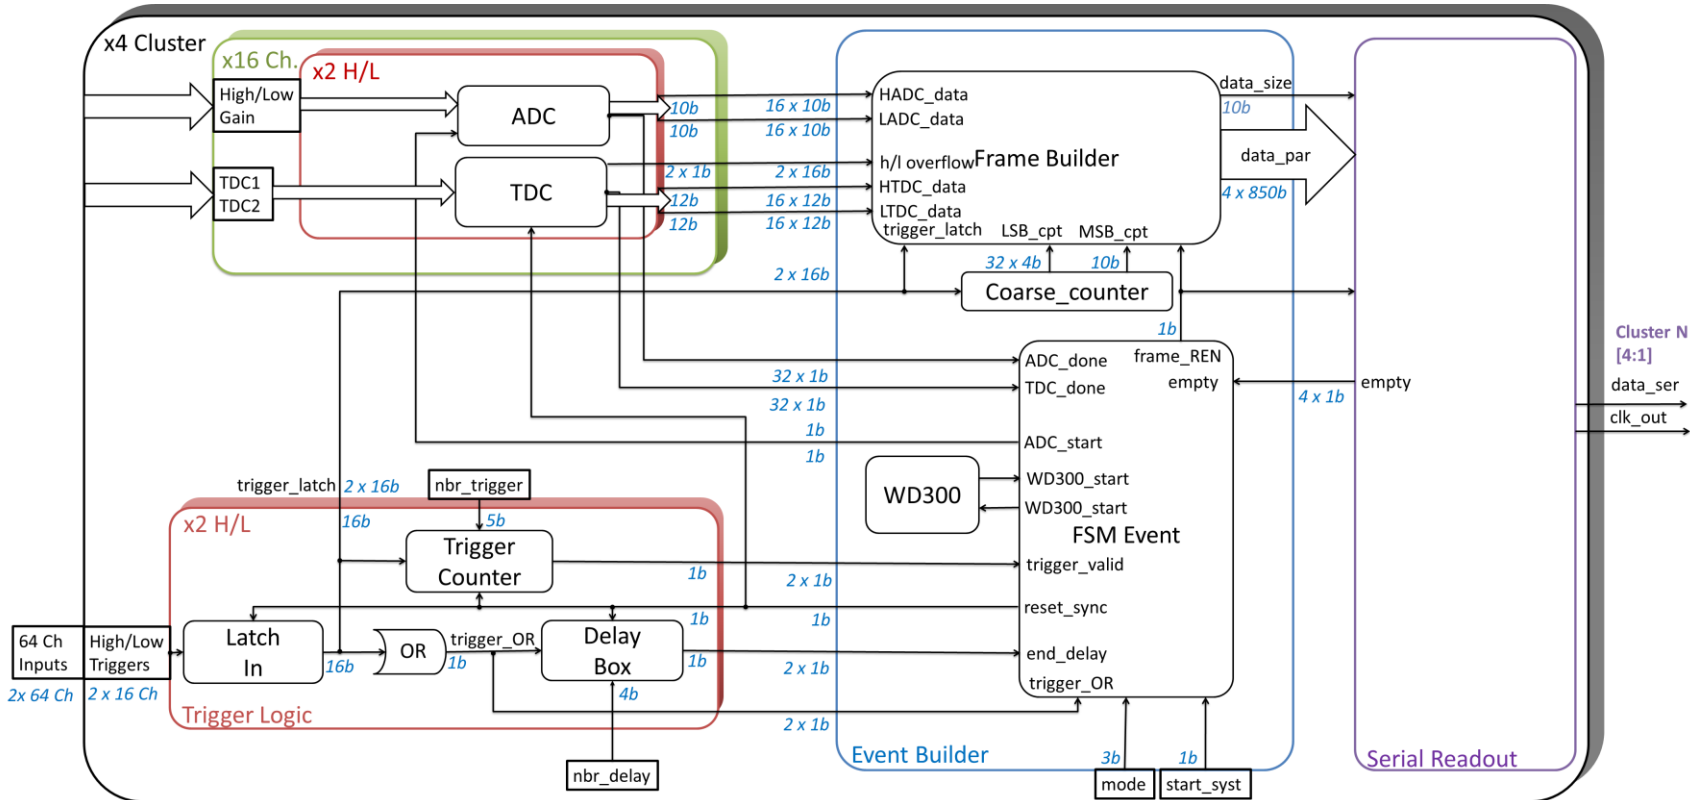 x4 Cluster
x16 Ch.
x2 H/L
High/Low
Gain
ADC
10b
10b
16 x 10b
16 x 10b
TDC1
TDC2
TDC
2 x 1b
12b
12b
2 x 16b
16 x 12b
16 x 12b
HADC_data
LADC_data
h/l overflow
Frame Builder
HTDC_data
LTDC_data
trigger_latch
LSB_cpt
MSB_cpt
data_size
10b
data_par
4 x 850b
2 x 16b
32 x 4b
10b
Coarse_counter
1b
Cluster N
[4:1]
data_ser
clk_out
ADC_done
frame_REN
TDC_done
empty
empty
4 x 1b
32 x 1b
32 x 1b
1b
1b
ADC_start
WD300
WD300_start
WD300_start
FSM Event
trigger_valid
reset_sync
end_delay
trigger_OR
trigger_latch
2 x 16b
nbr_trigger
x2 H/L
16b
5b
Trigger
Counter
1b
2 x 1b
1b
1b
64 Ch
Inputs
High/Low
Triggers
2x 64 Ch
2 x 16 Ch
Latch
In
16b
OR
trigger_OR
1b
Delay
Box
1b
2 x 1b
4b
2 x 1b
Trigger Logic
nbr_delay
Event Builder
3b
1b
mode
start_syst
Serial Readout